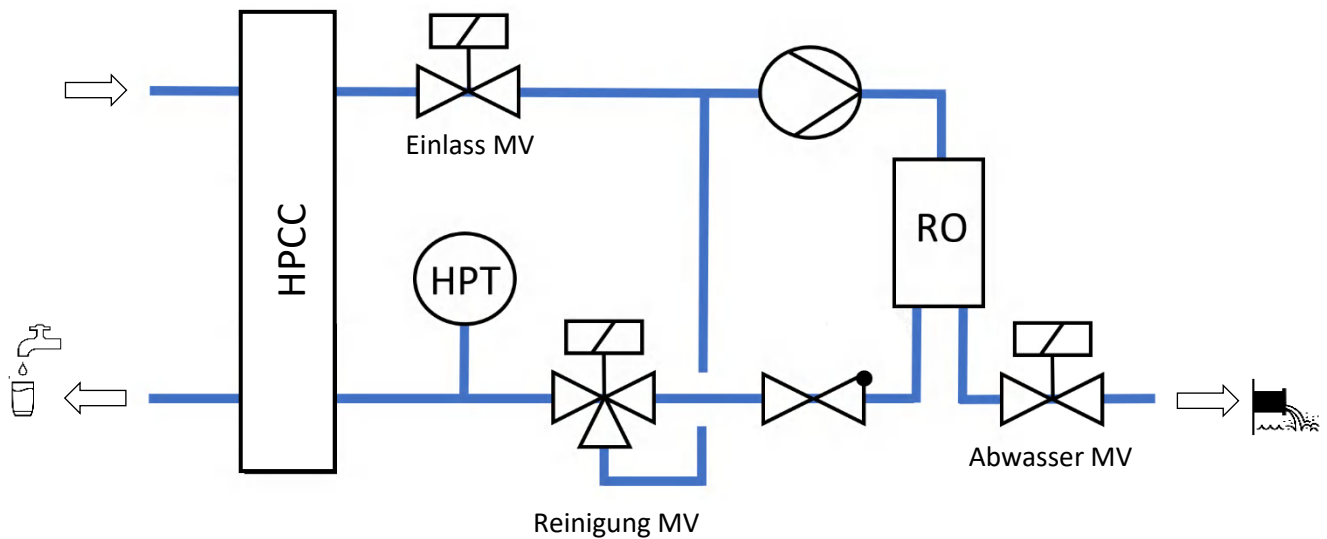 Einlass MV
HPCC
RO
HPT
Abwasser MV
Reinigung MV